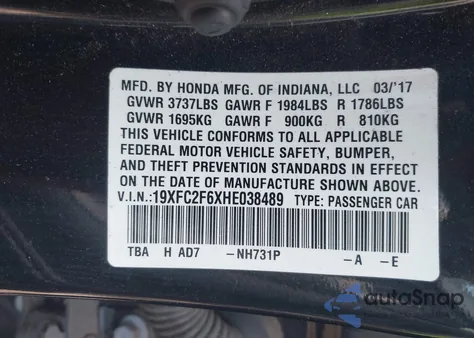 MFD. BY HONDA MFG. OF INDIANA, LLC 03/'17
GVWR 3737LBS GAWR F 1984LBS R 1786LBS
GVWR 1695KG GAWR F 900KG R 810KG
THIS VEHICLE CONFORMS TO ALL APPLICABLE
FEDERAL MOTOR VEHICLE SAFETY, BUMPER,
AND THEFT PREVENTION STANDARDS IN EFFECT
ON THE DATE OF MANUFACTURE SHOWN ABOVE.
V.I.N.:19XFC2F6XHE038489 TYPE: PASSENGER CAR
TBA H AD7 -NH731P -A -E
autoSnap